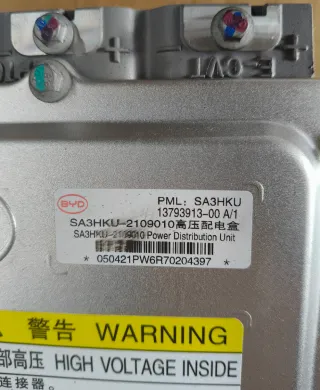 BYD
PML: SA3HKU
13793913-00 A/1
SA3HKU-2109010高压配电盒
SA3HKU-2109010 Power Distribution Unit
* 050421PW6R70204397 *
警告 WARNING
部高压 HIGH VOLTAGE INSIDE
连接器.